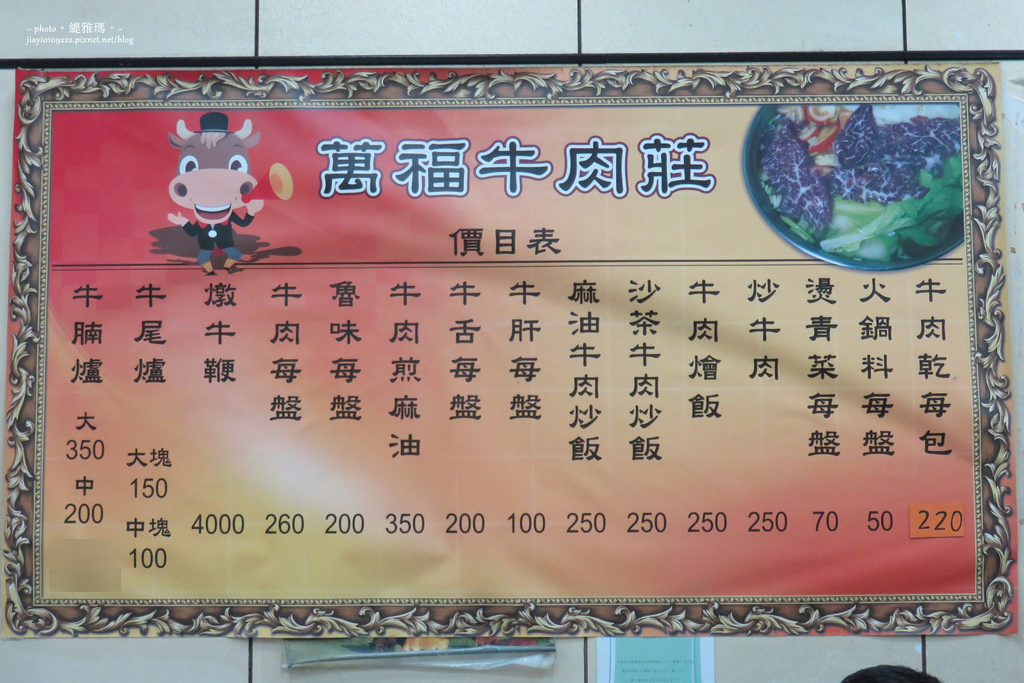 ~ photo。緹雅瑪。~
jiayio109222.pixnet.net/blog
萬福牛肉莊
價目表
牛肉乾每包 220
火鍋料每盤 50
燙青菜每盤 70
炒牛肉 250
牛肉燴飯 250
沙茶牛肉炒飯 250
麻油牛肉炒飯 250
牛肝每盤 100
牛舌每盤 200
牛肉煎麻油 350
魯味每盤 200
牛肉每盤 260
燉牛鞭 4000
牛尾爐 大塊 150 中塊 100
牛腩爐 大 350 中 200